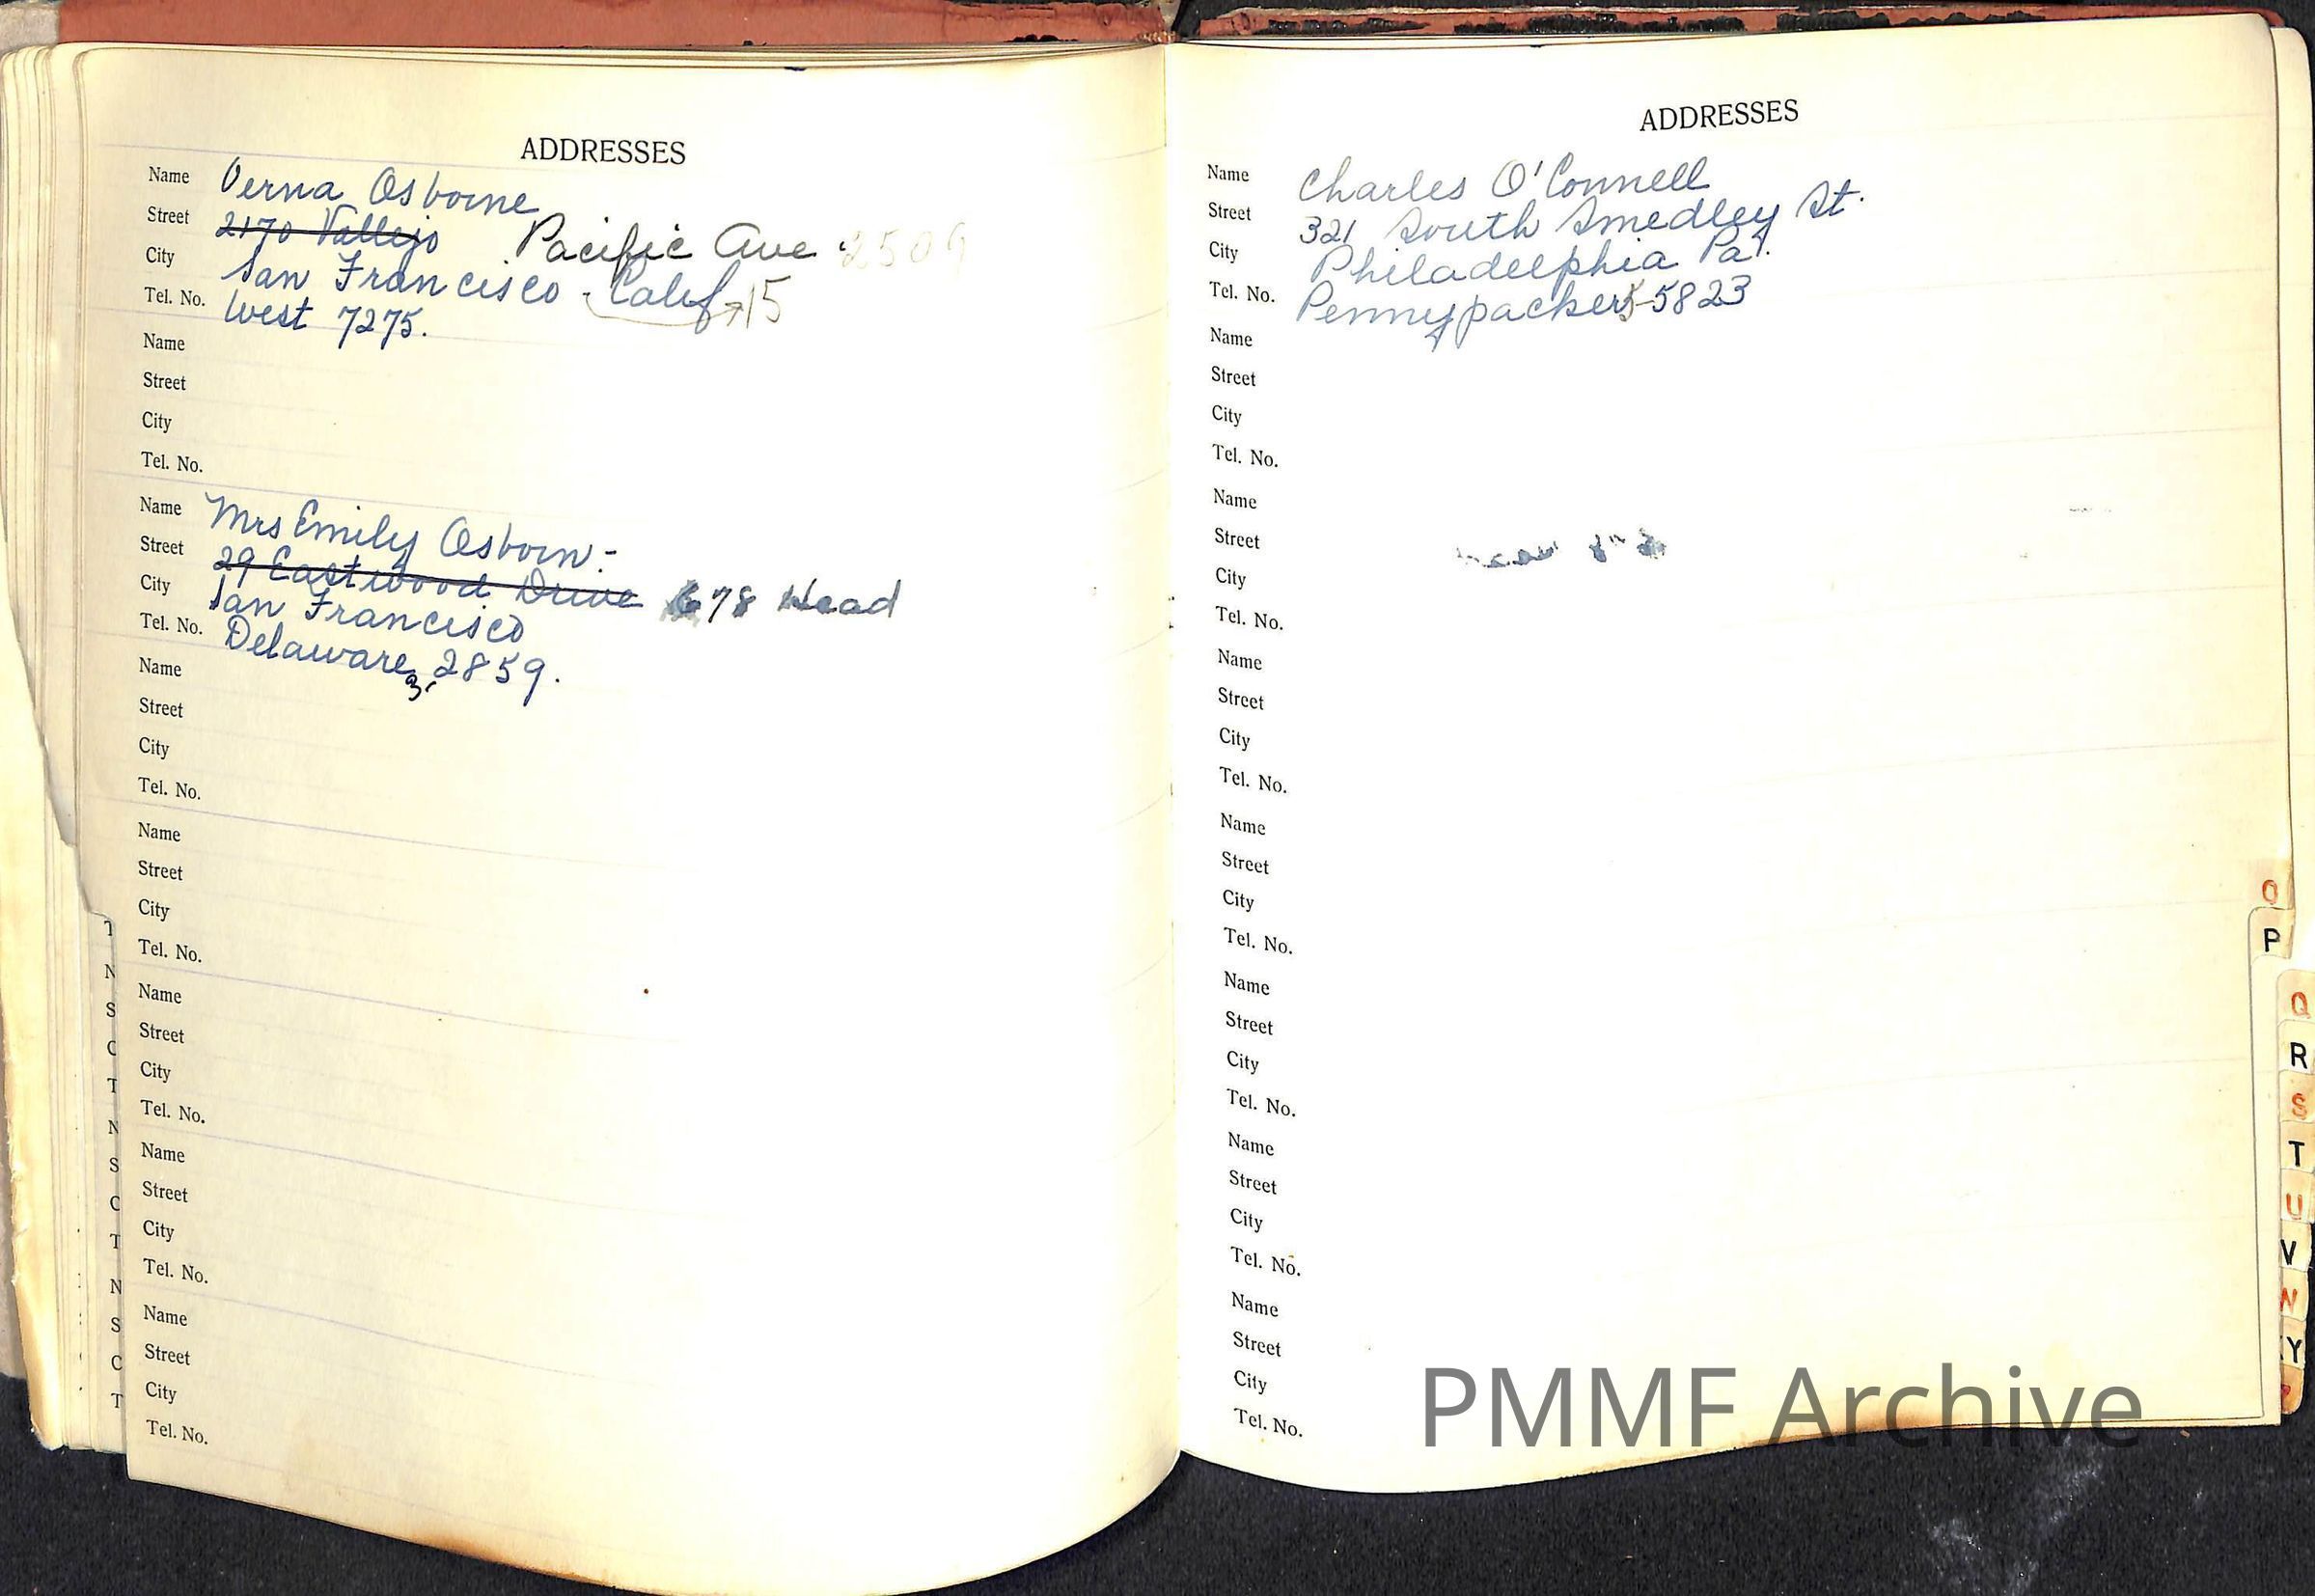 ADDRESSES
Name Verna Osborne
Street 2170 Vallejo Pacific Ave 2509
City San Francisco - Calif 15
Tel. No. West 7275.
Name
Street
City
Tel. No.
Name Mrs Emily Osborn -
Street 29 Eastwood Drive 678 Head
City San Francisco
Tel. No. Delaware 3, 2859.
Name
Street
City
Tel. No.
Name
Street
City
Tel. No.
Name
Street
City
Tel. No.
Name
Street
City
Tel. No.
Name
Street
City
Tel. No.
ADDRESSES
Name Charles O'Connell
Street 321 South Smedley St.
City Philadelphia Pa.
Tel. No. Pennypacker 5-5823
Name
Street
City
Tel. No.
Name
Street
City
Tel. No.
Name
Street
City
Tel. No.
Name
Street
City
Tel. No.
Name
Street
City
Tel. No.
Name
Street
City
Tel. No.
Name
Street
City
Tel. No.
O
P
Q
R
S
T
U
V
W
Y
T
N
S
C
T
N
S
C
T
N
S
C
T
PMMF Archive